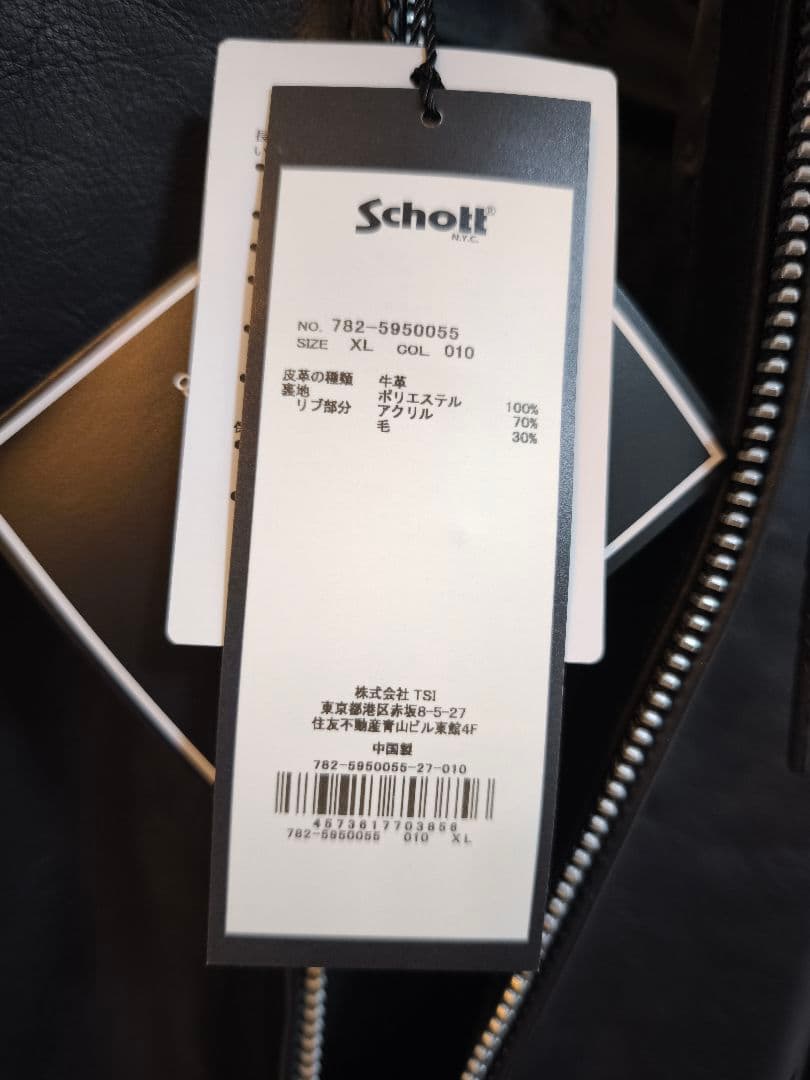 Schott®
N.Y.C.
NO. 782-5950055
SIZE XL COL 010
皮革の種類 牛革
裏地 ポリエステル 100%
リブ部分 アクリル 70%
毛 30%
株式会社 TSI
東京都港区赤坂8-5-27
住友不動産青山ビル東館4F
中国製
782-5950055-27-010
4573617703858
782-5950055 010 XL